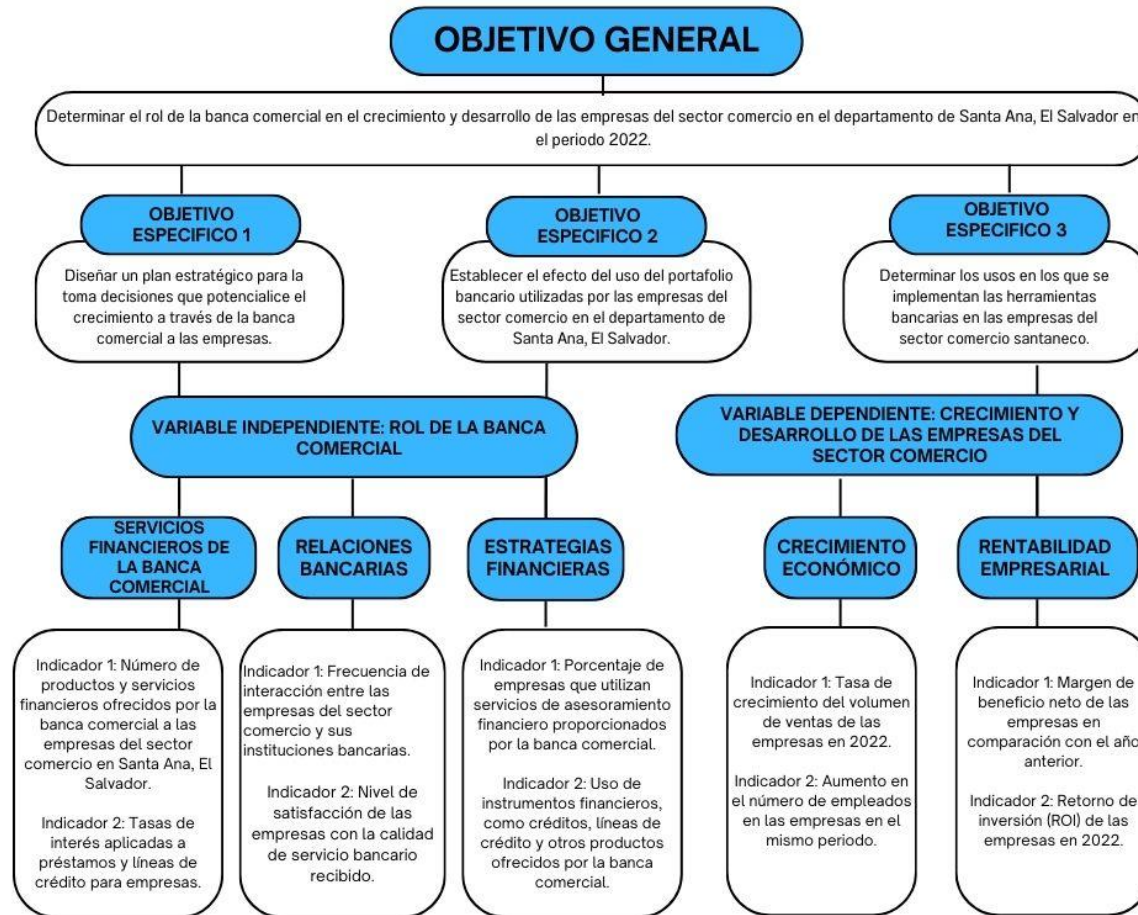 OBJETIVO GENERAL
Determinar el rol de la banca comercial en el crecimiento y desarrollo de las empresas del sector comercio en el departamento de Santa Ana, El Salvador en
el periodo 2022.
OBJETIVO
ESPECIFICO 1
Diseñar un plan estratégico para la
toma decisiones que potencialice el
crecimiento a través de la banca
comercial a las empresas.
OBJETIVO
ESPECIFICO 2
Establecer el efecto del uso del portafolio
bancario utilizadas por las empresas del
sector comercio en el departamento de
Santa Ana, El Salvador.
OBJETIVO
ESPECIFICO 3
Determinar los usos en los que se
implementan las herramientas
bancarias en las empresas del
sector comercio santaneco.
VARIABLE INDEPENDIENTE: ROL DE LA BANCA
COMERCIAL
VARIABLE DEPENDIENTE: CRECIMIENTO Y
DESARROLLO DE LAS EMPRESAS DEL
SECTOR COMERCIO
SERVICIOS
FINANCIEROS DE
LA BANCA
COMERCIAL
RELACIONES
BANCARIAS
ESTRATEGIAS
FINANCIERAS
CRECIMIENTO
ECONÓMICO
RENTABILIDAD
EMPRESARIAL
Indicador 1: Número de
productos y servicios
financieros ofrecidos por la
banca comercial a las
empresas del sector
comercio en Santa Ana, El
Salvador.
Indicador 2: Tasas de
interés aplicadas a
préstamos y líneas de
crédito para empresas.
Indicador 1: Frecuencia de
interacción entre las
empresas del sector
comercio y sus
instituciones bancarias.
Indicador 2: Nivel de
satisfacción de las
empresas con la calidad
de servicio bancario
recibido.
Indicador 1: Porcentaje de
empresas que utilizan
servicios de asesoramiento
financiero proporcionados
por la banca comercial.
Indicador 2: Uso de
instrumentos financieros,
como créditos, líneas de
crédito y otros productos
ofrecidos por la banca
comercial.
Indicador 1: Tasa de
crecimiento del volumen
de ventas de las
empresas en 2022.
Indicador 2: Aumento en
el número de empleados
en las empresas en el
mismo periodo.
Indicador 1: Margen de
beneficio neto de las
empresas en
comparación con el año
anterior.
Indicador 2: Retorno de
inversión (ROI) de las
empresas en 2022.